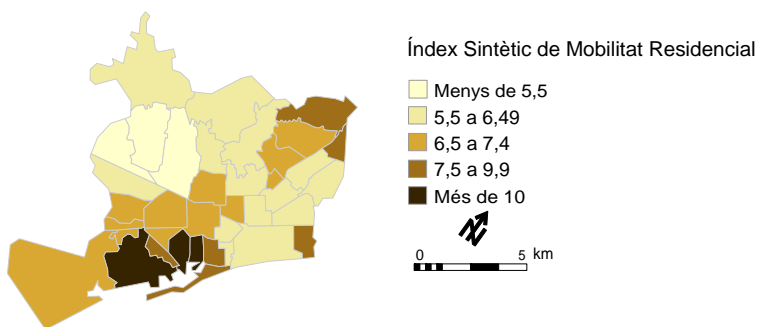 Índex Sintètic de Mobilitat Residencial
Menys de 5,5
5,5 a 6,49
6,5 a 7,4
7,5 a 9,9
Més de 10
N
0 5 km